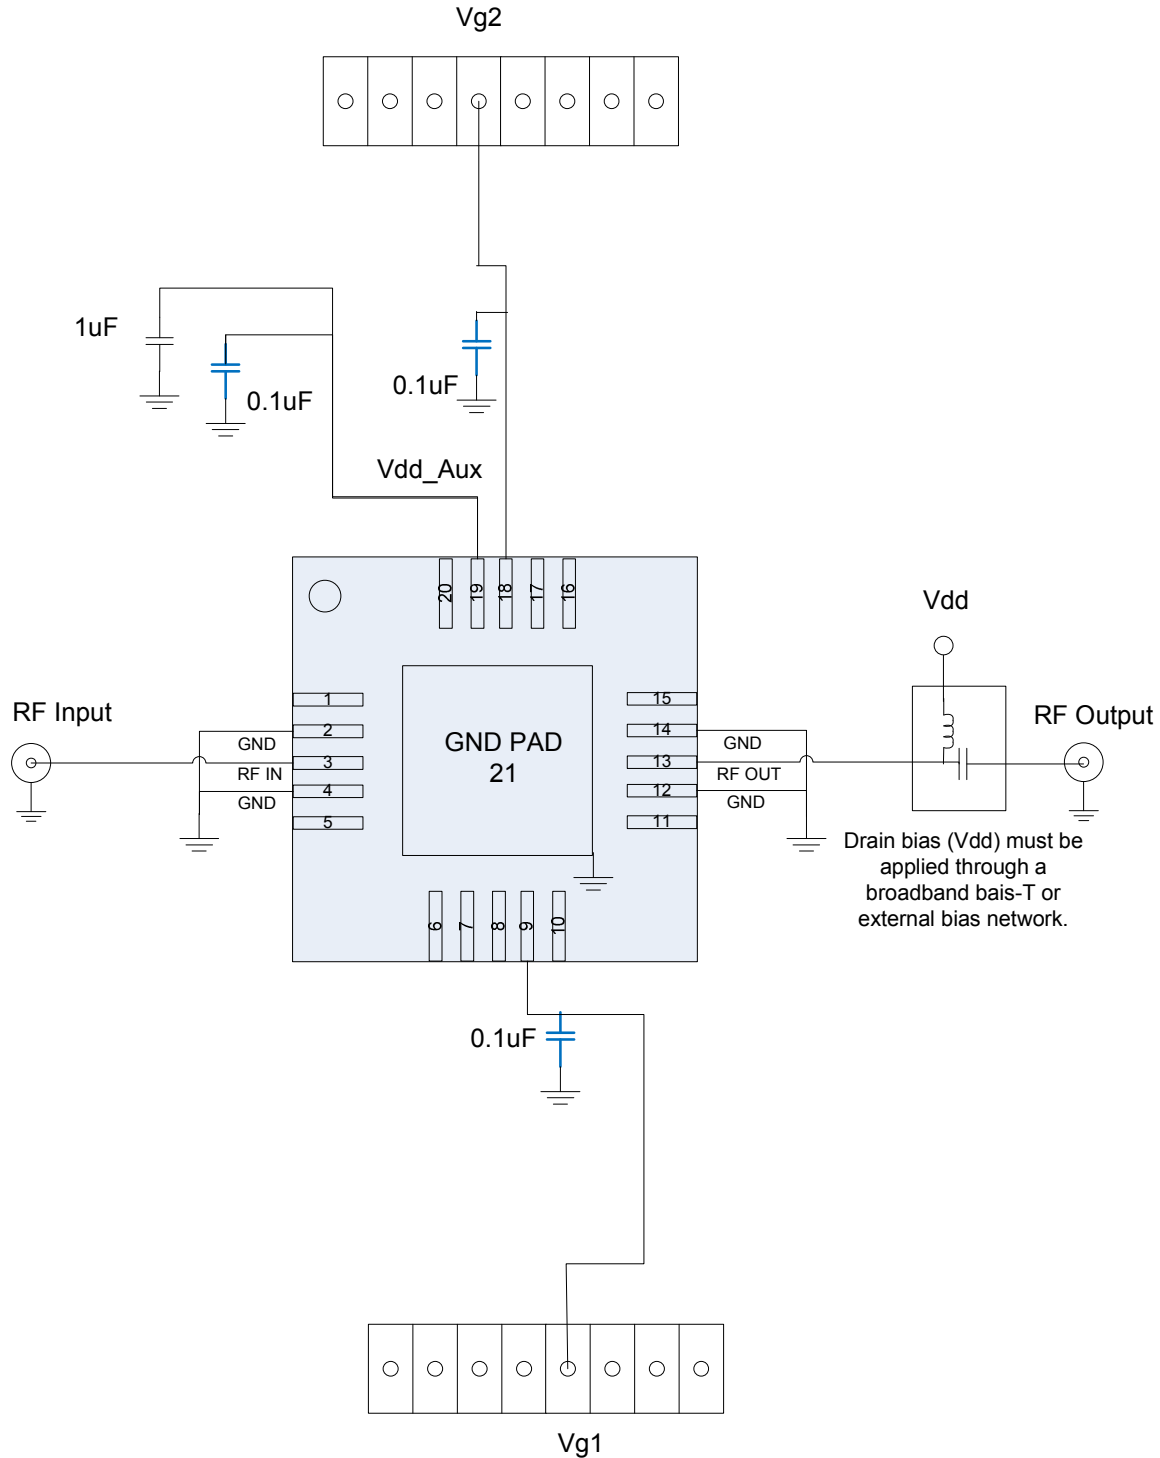 Vg2
1uF
0.1uF
0.1uF
Vdd_Aux
20
19
18
17
16
Vdd
1
2
3
4
5
15
14
13
12
11
RF Input
GND
RF IN
GND
GND PAD
21
GND
RF OUT
GND
RF Output
Drain bias (Vdd) must be
applied through a
broadband bais-T or
external bias network.
6
7
8
9
10
0.1uF
Vg1